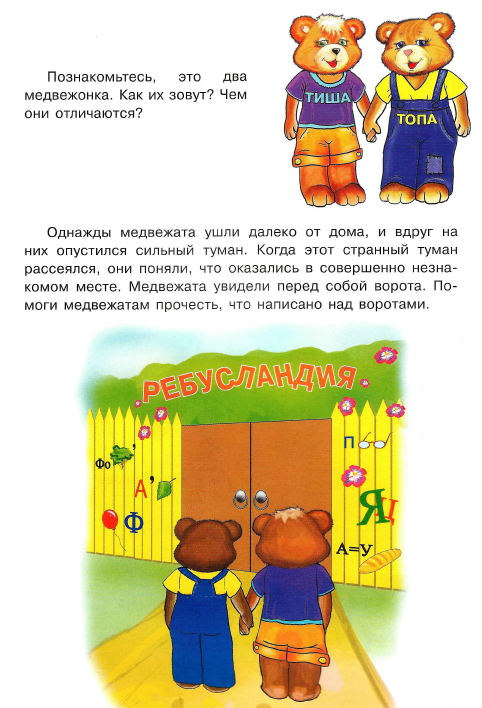 Познакомьтесь, это два
медвежонка. Как их зовут? Чем
они отличаются?
ТИША
ТОПА
Однажды медвежата ушли далеко от дома, и вдруг на
них опустился сильный туман. Когда этот странный туман
рассеялся, они поняли, что оказались в совершенно незна-
комом месте. Медвежата увидели перед собой ворота. По-
моги медвежатам прочесть, что написано над воротами.
РЕБУСЛАНДИЯ
Фо ’
А ’
Ф
П
Я Ц
А=У